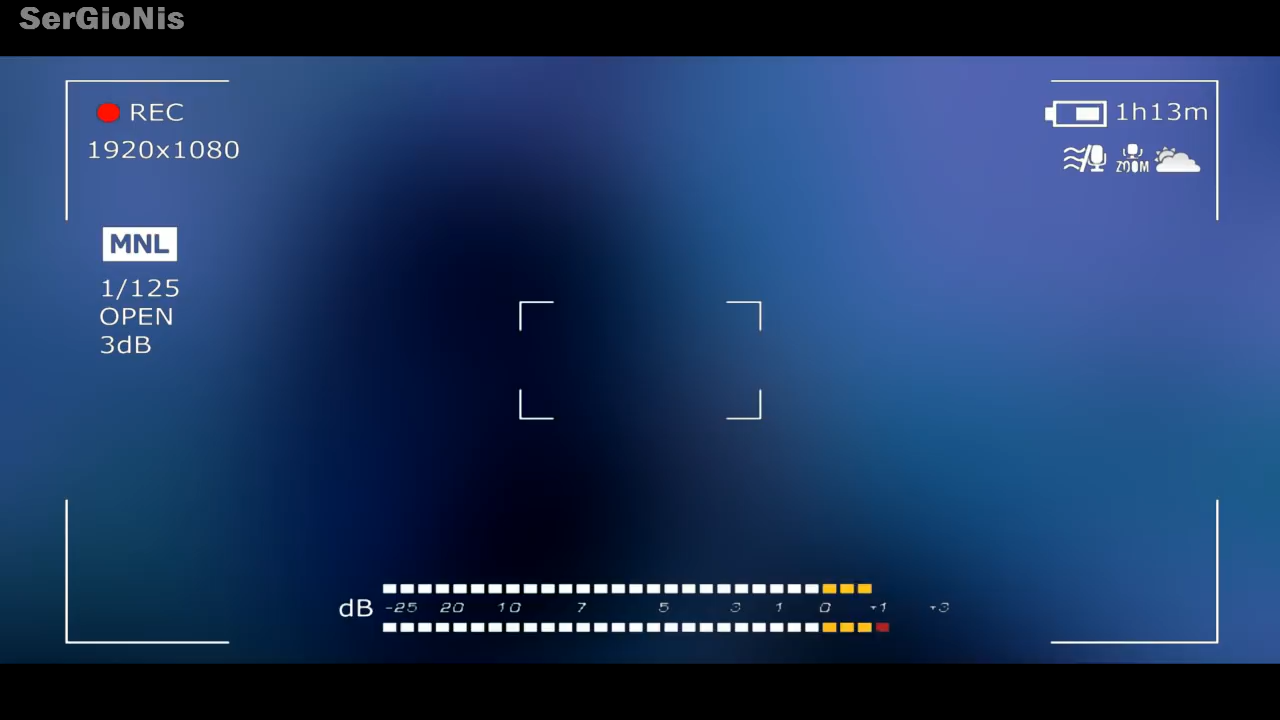 SerGioNis
REC
1920x1080
1h13m
ZOOM
MNL
1/125
OPEN
3dB
dB -25 20 10 7 5 3 1 0 +1 +3